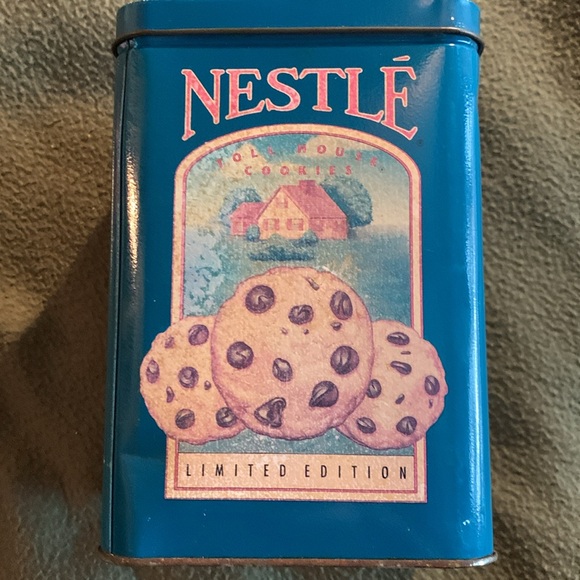 NESTLÉ
TOLL HOUSE
COOKIES
LIMITED EDITION